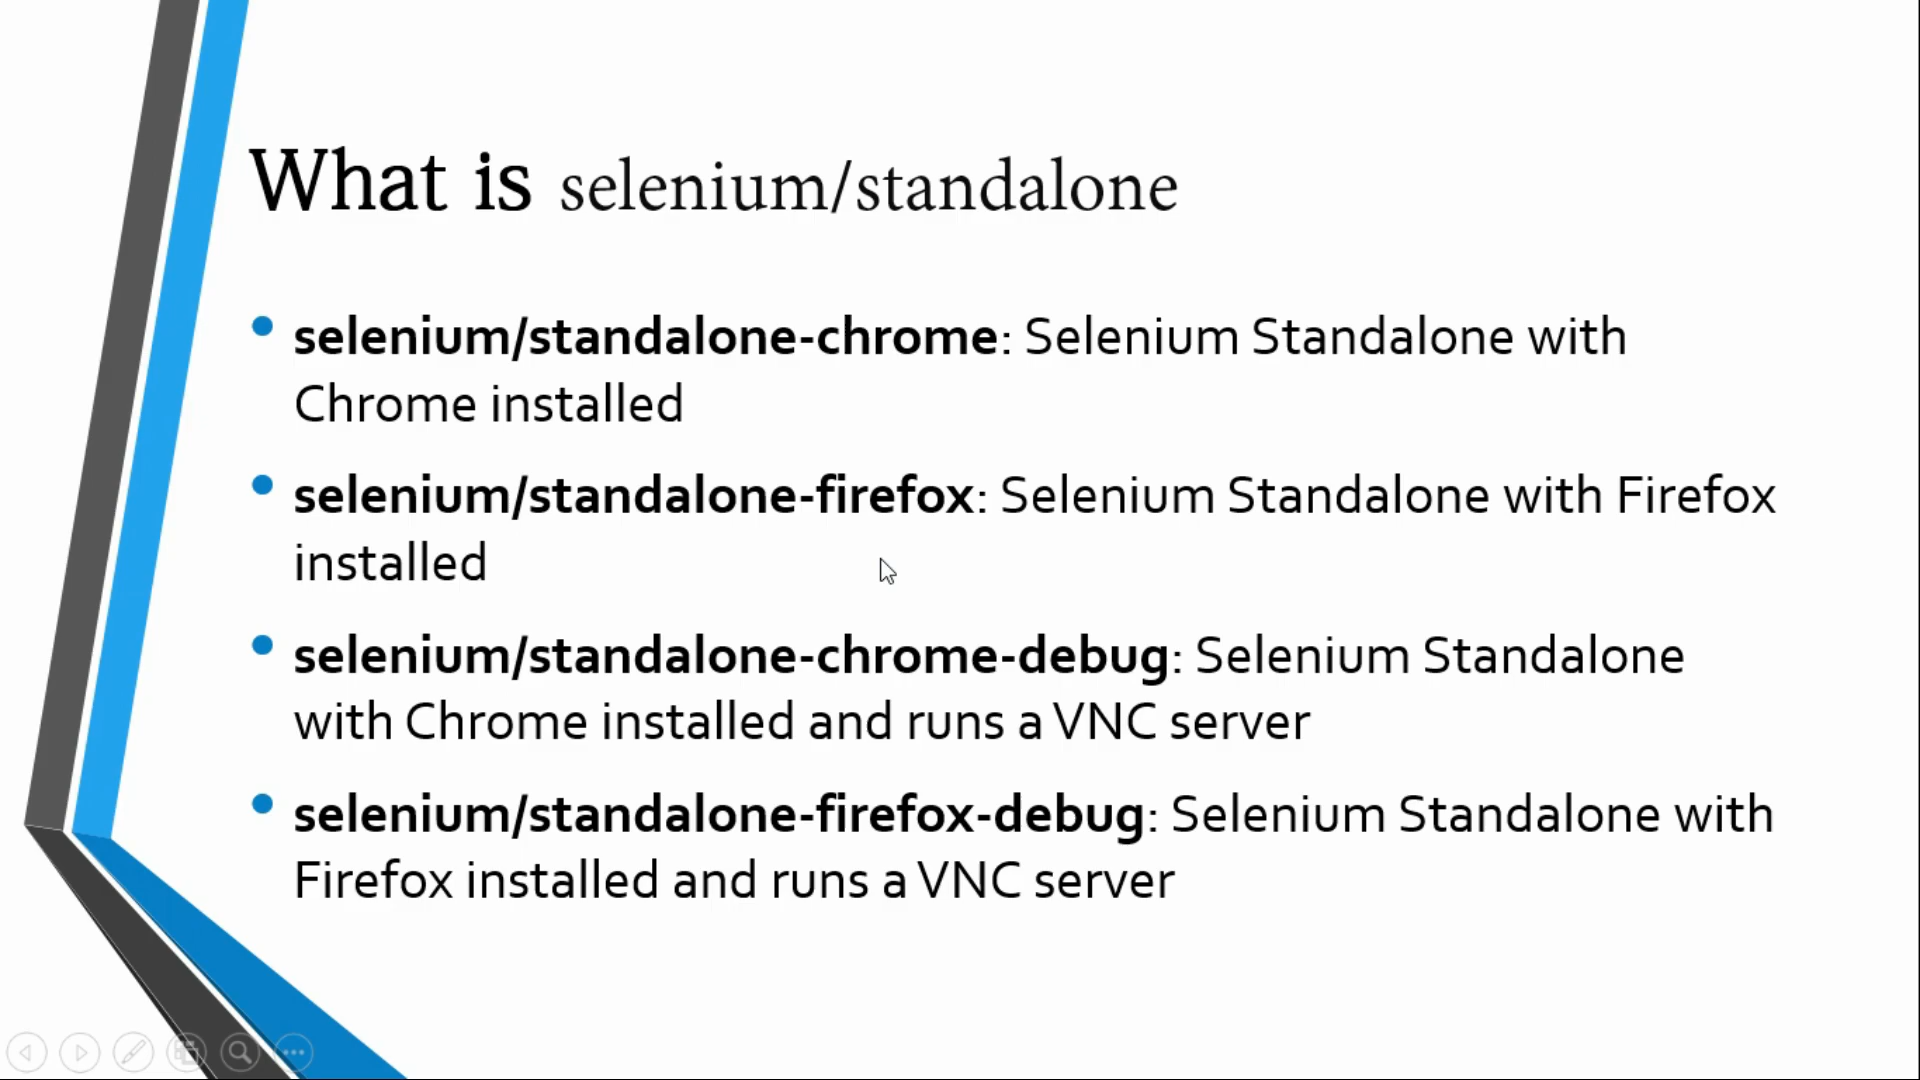 What is selenium/standalone
selenium/standalone-chrome: Selenium Standalone with
Chrome installed
selenium/standalone-firefox: Selenium Standalone with Firefox
installed
selenium/standalone-chrome-debug: Selenium Standalone
with Chrome installed and runs a VNC server
selenium/standalone-firefox-debug: Selenium Standalone with
Firefox installed and runs a VNC server